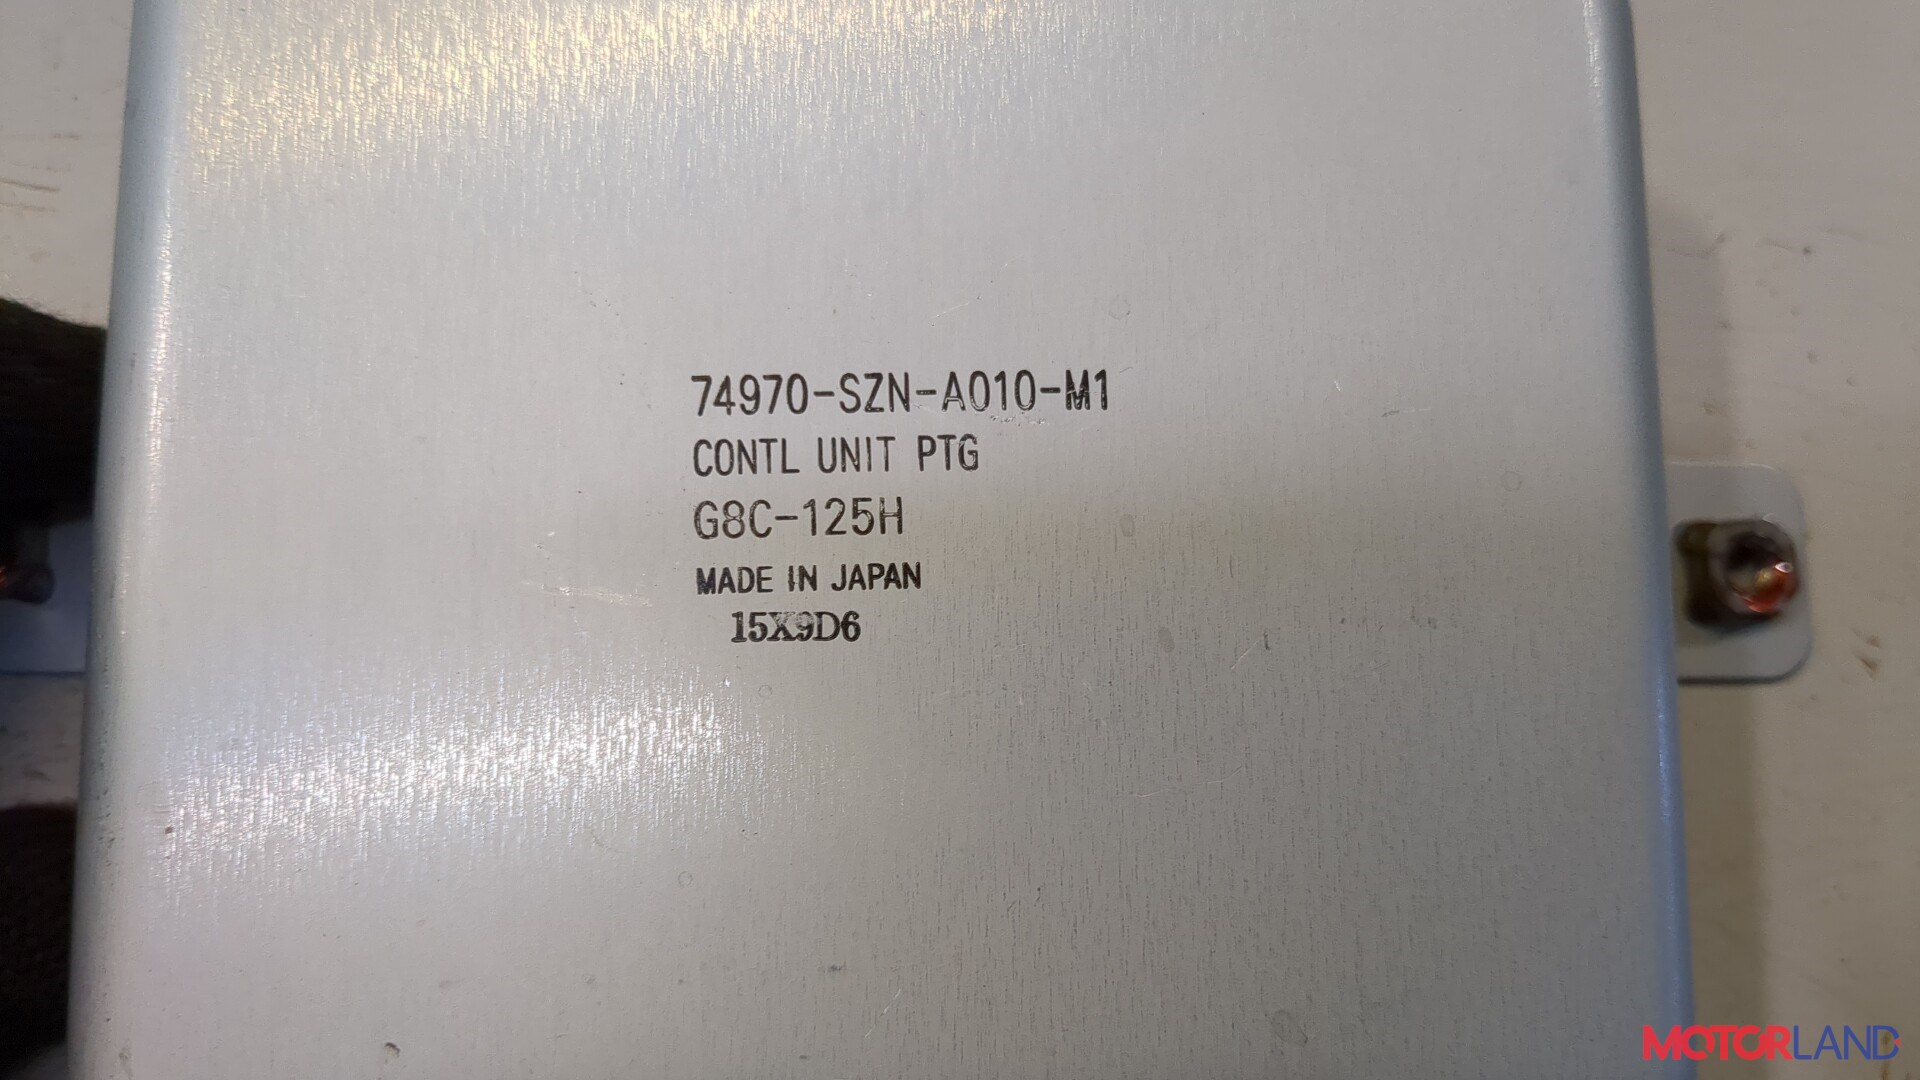 74970-SZN-A010-M1
CONTL UNIT PTG
G8C-125H
MADE IN JAPAN
15X9D6
MOTORLAND